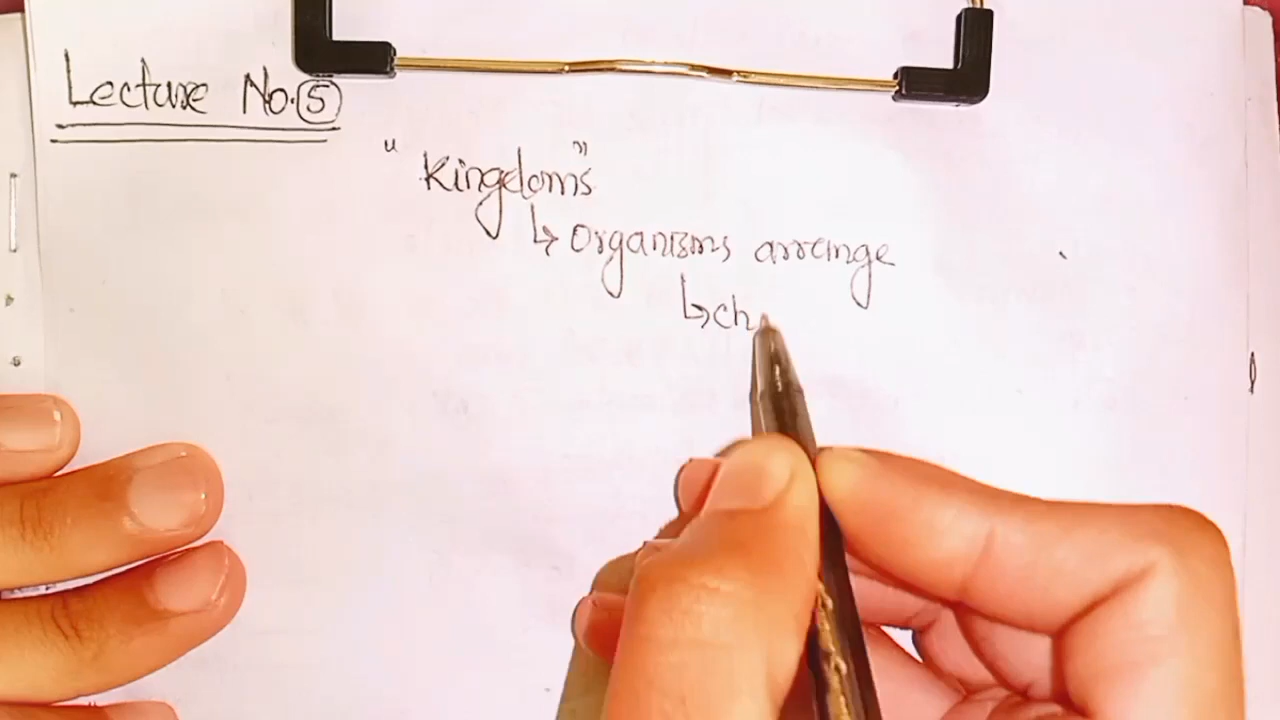 Lecture No.⑤
"Kingdoms"
↳ Organisms arrange
↳ ch